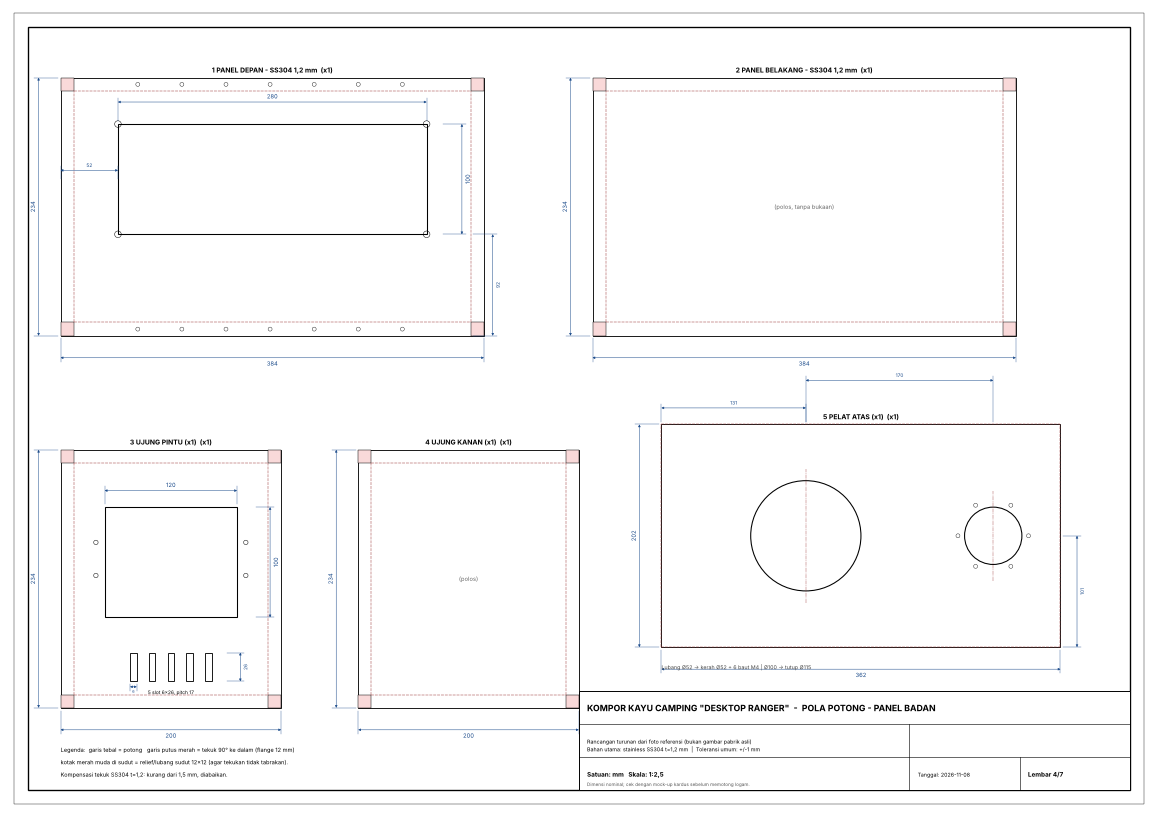 1 PANEL DEPAN - SS304 1,2 mm (x1)
280
52
100
234
92
384
2 PANEL BELAKANG - SS304 1,2 mm (x1)
234
(polos, tanpa bukaan)
384
170
131
5 PELAT ATAS (x1) (x1)
202
101
Lubang Ø52 → kerah Ø52 + 6 baut M4 | Ø100 → tutup Ø115
362
3 UJUNG PINTU (x1) (x1)
120
100
234
26
5 slot 6×26, pitch 17
200
4 UJUNG KANAN (x1) (x1)
234
(polos)
200
Legenda: garis tebal = potong garis putus merah = tekuk 90° ke dalam (flange 12 mm)
kotak merah muda di sudut = relief/lubang sudut 12×12 (agar tekukan tidak tabrakan).
Kompensasi tekuk SS304 t=1,2: kurang dari 1,5 mm, diabaikan.
KOMPOR KAYU CAMPING "DESKTOP RANGER" - POLA POTONG - PANEL BADAN
Rancangan turunan dari foto referensi (bukan gambar pabrik asli)
Bahan utama: stainless SS304 t=1,2 mm | Toleransi umum: +/-1 mm
Satuan: mm Skala: 1:2,5
Dimensi nominal, cek dengan mock-up kardus sebelum memotong logam.
Tanggal: 2026-11-08
Lembar 4/7